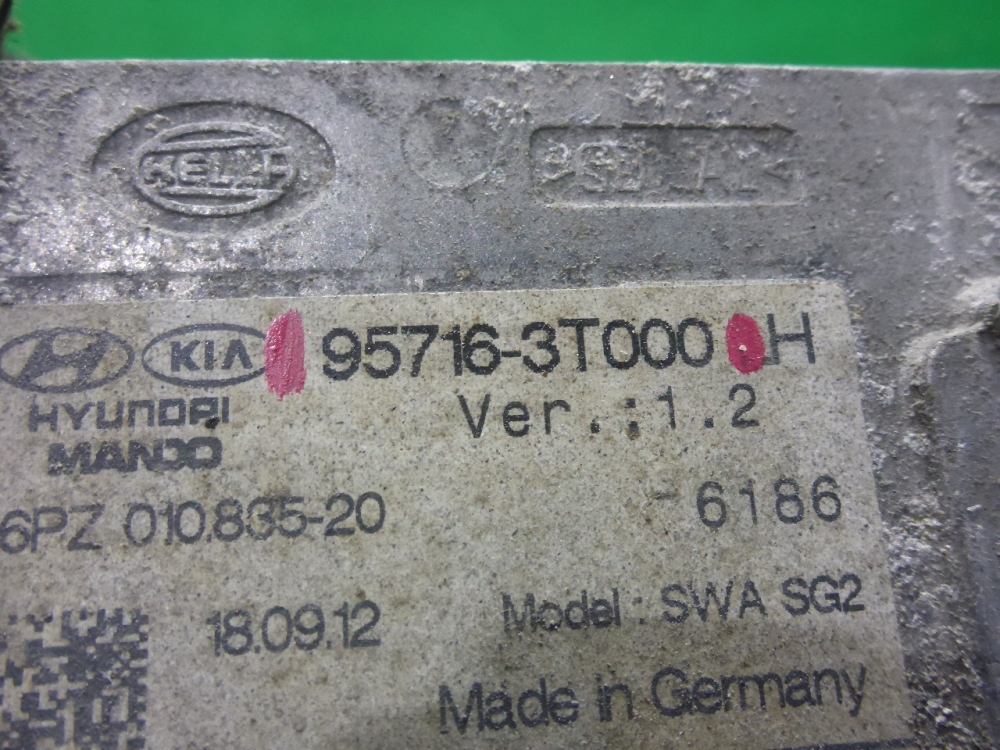 HELLA
KIA 95716-3T000 H
HYUNDAI
Ver.:1.2
MANDO
6PZ 010.835-20
6186
18.09.12
Model : SWA SG2
Made in Germany